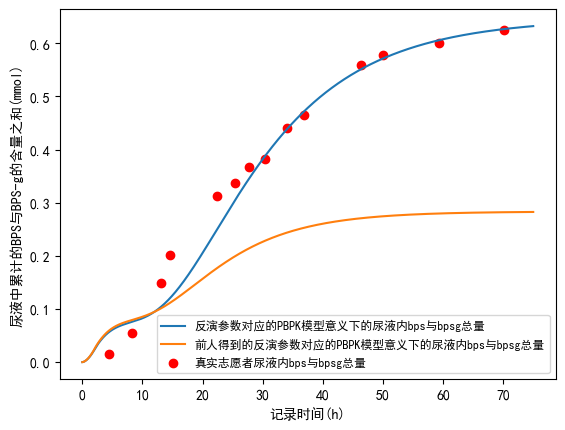 尿液中累计的BPS与BPS-g的含量之和(mmol)
0.6
0.5
0.4
0.3
0.2
0.1
0.0
反演参数对应的PBPK模型意义下的尿液内bps与bpsg总量
前人得到的反演参数对应的PBPK模型意义下的尿液内bps与bpsg总量
真实志愿者尿液内bps与bpsg总量
0 10 20 30 40 50 60 70
记录时间(h)